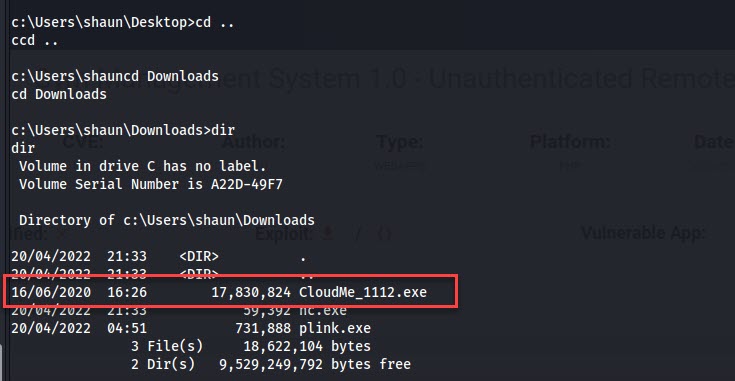 c:\Users\shaun\Desktop>cd ..
ccd ..
c:\Users\shauncd Downloads
cd Downloads
Management System 1.0 - Unauthenticated Remote
c:\Users\shaun\Downloads>dir
dir
CVE: Author: Type: Platform: Date
WEBAPPS PHP
 Volume in drive C has no label.
 Volume Serial Number is A22D-49F7
 Directory of c:\Users\shaun\Downloads
Exploit: / {} Vulnerable App:
20/04/2022  21:33    <DIR>          .
20/04/2022  21:33    <DIR>          ..
16/06/2020  16:26        17,830,824 CloudMe_1112.exe
20/04/2022  21:33            59,392 nc.exe
20/04/2022  04:51           731,888 plink.exe
               3 File(s)     18,622,104 bytes
               2 Dir(s)   9,529,249,792 bytes free